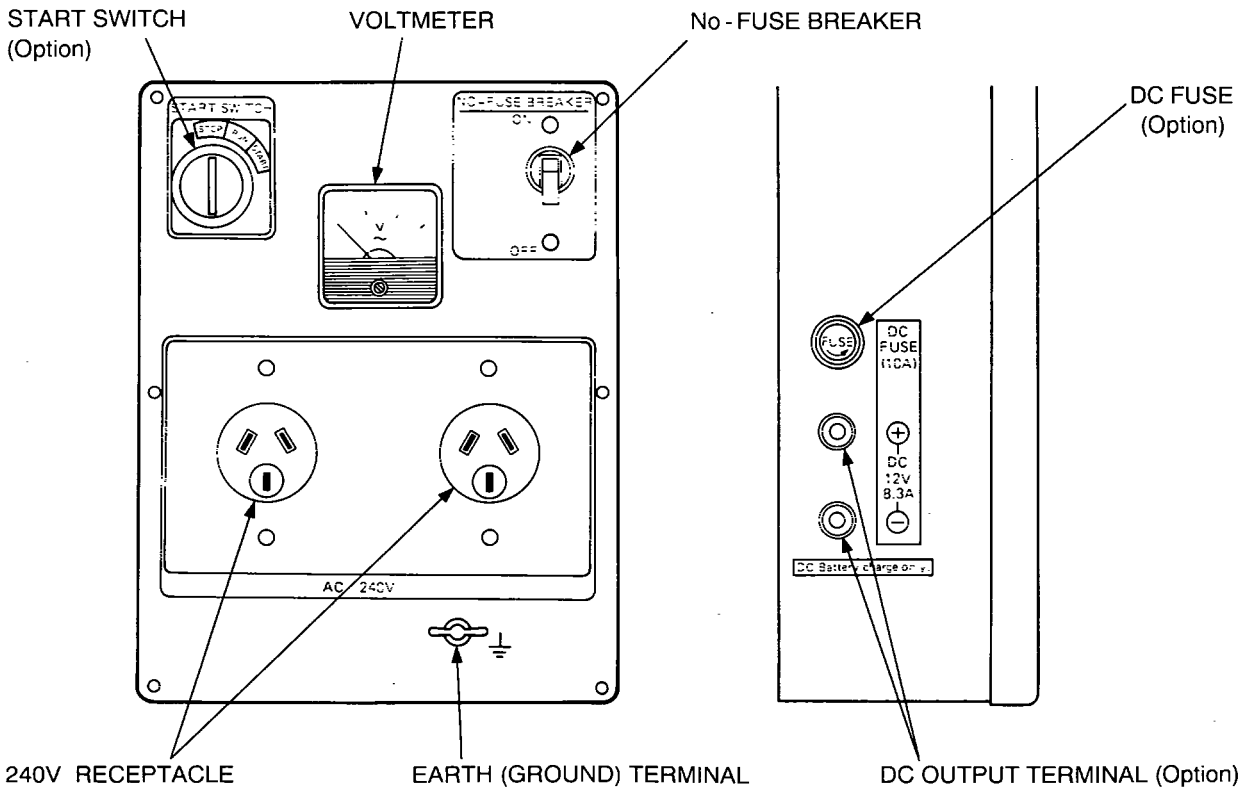 START SWITCH
(Option)
VOLTMETER
No - FUSE BREAKER
DC FUSE
(Option)
START SWITCH
STOP
RUN
START
NO-FUSE BREAKER
ON
OFF
V
~
FUSE
DC
FUSE
(10A)
+
DC
12V
8.3A
−
DC Battery charge only.
AC 240V
240V RECEPTACLE
EARTH (GROUND) TERMINAL
DC OUTPUT TERMINAL (Option)